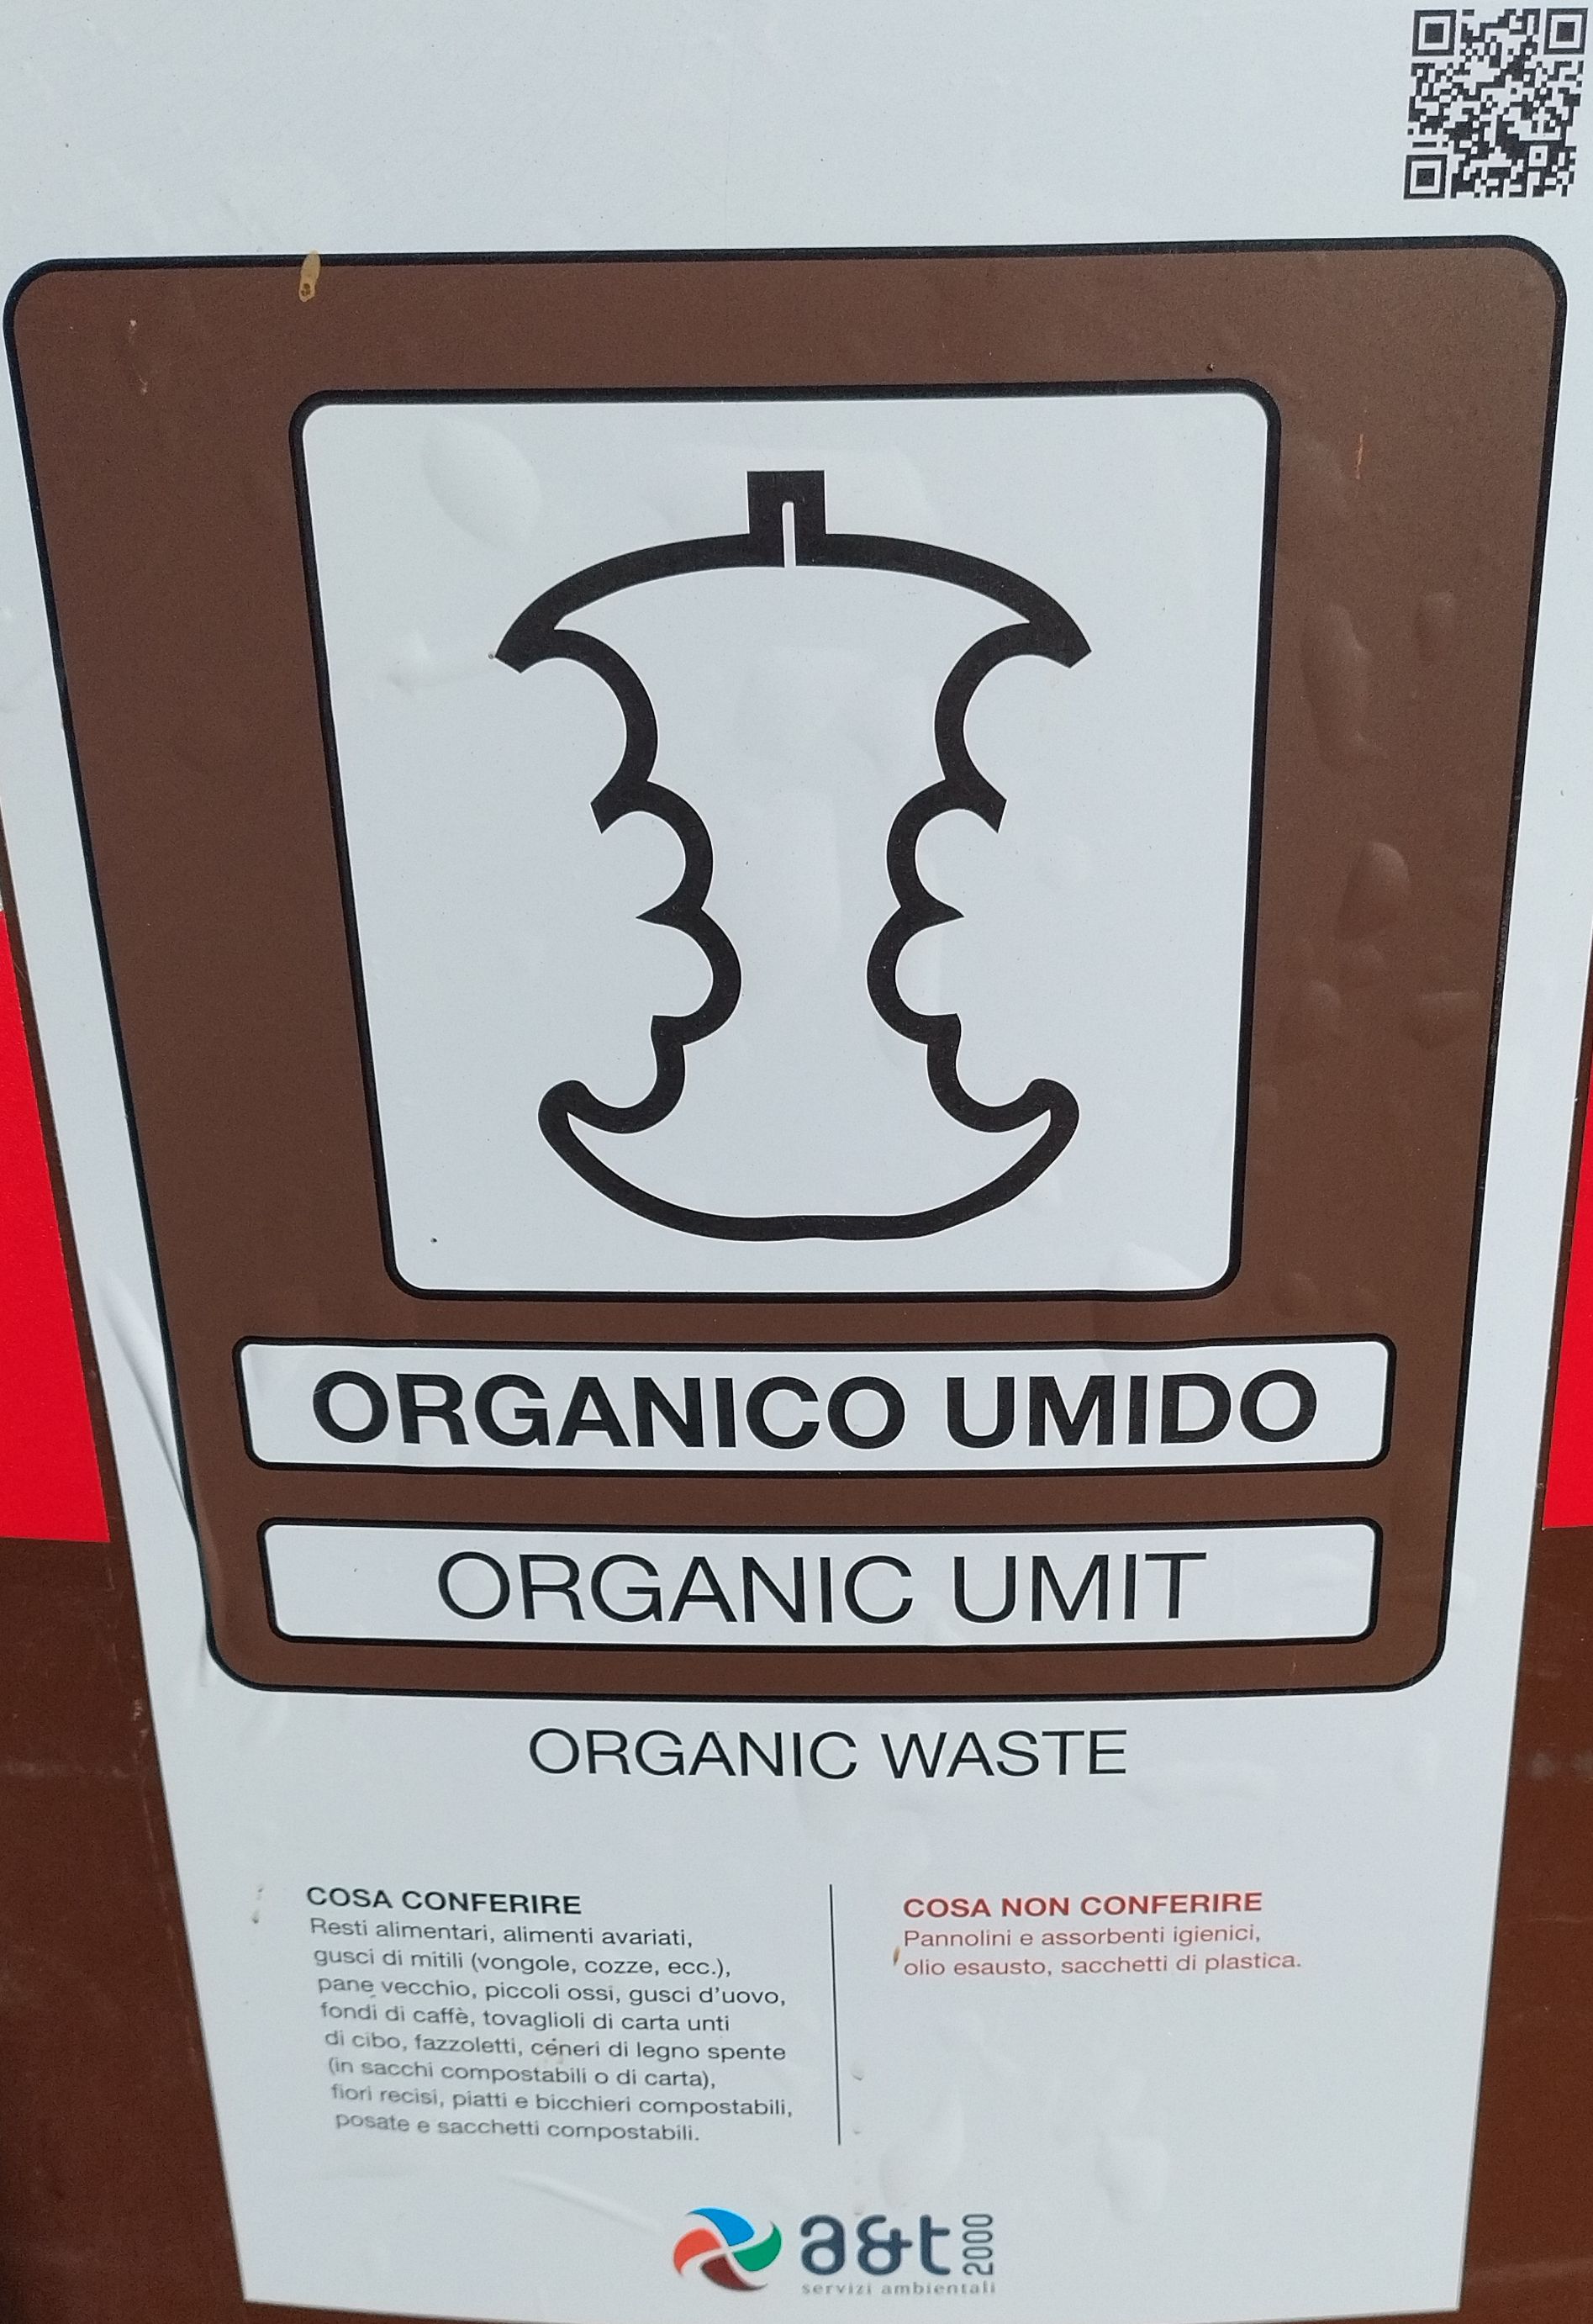 ORGANICO UMIDO
ORGANIC UMIT
ORGANIC WASTE
COSA CONFERIRE
Resti alimentari, alimenti avariati,
gusci di mitili (vongole, cozze, ecc.),
pane vecchio, piccoli ossi, gusci d'uovo,
fondi di caffè, tovaglioli di carta unti
di cibo, fazzoletti, ceneri di legno spente
(in sacchi compostabili o di carta),
fiori recisi, piatti e bicchieri compostabili,
posate e sacchetti compostabili.
COSA NON CONFERIRE
Pannolini e assorbenti igienici,
olio esausto, sacchetti di plastica.
a&t 2000
servizi ambientali